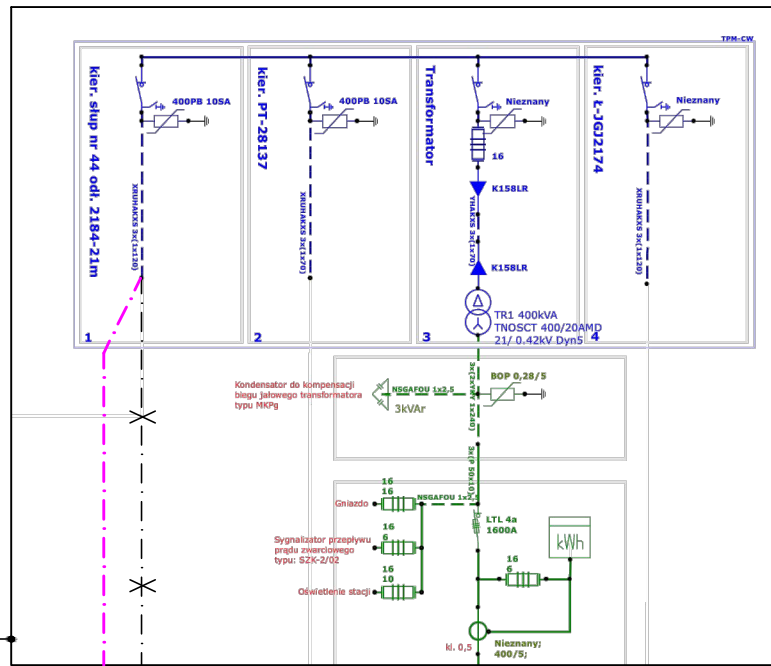 TPM-CW
kier. słup nr 44 odł. 2184-21m
400PB 10SA
XRUHAKXS 3x(1x120)
1
kier. PT-28137
400PB 10SA
XRUHAKXS 3x(1x70)
2
Transformator
Nieznany
16
K158LR
YHAKXS 3x(1x70)
K158LR
TR1 400kVA
TNOSCT 400/20AMD
21/ 0.42kV Dyn5
3
kier. Ł-JGJ2174
Nieznany
XRUHAKXS 3x(1x120)
4
Kondensator do kompensacji
biegu jałowego transformatora
typu MKPg
NSGAFOU 1x2,5
3kVAr
BOP 0,28/5
3x(P 50x10)
16
16
NSGAFOU 1x2,5
Gniazdo
16
6
Sygnalizator przepływu
prądu zwarciowego
typu: SZK-2/02
16
10
Oświetlenie stacji
LTL 4a
1600A
kWh
16
6
kl. 0,5
Nieznany;
400/5;